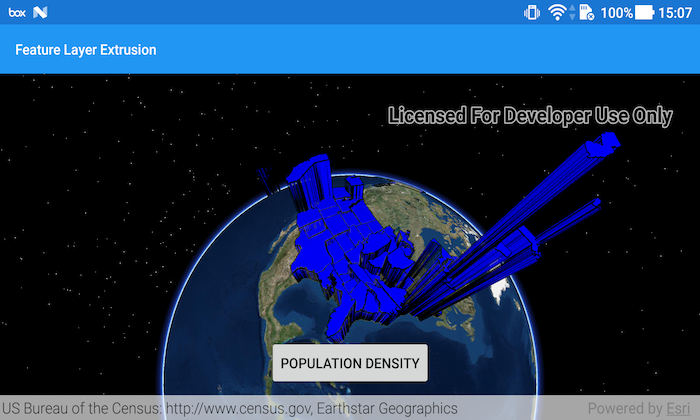 box N 100% 15:07
Feature Layer Extrusion
Licensed For Developer Use Only
POPULATION DENSITY
US Bureau of the Census: http://www.census.gov, Earthstar Geographics Powered by Esri